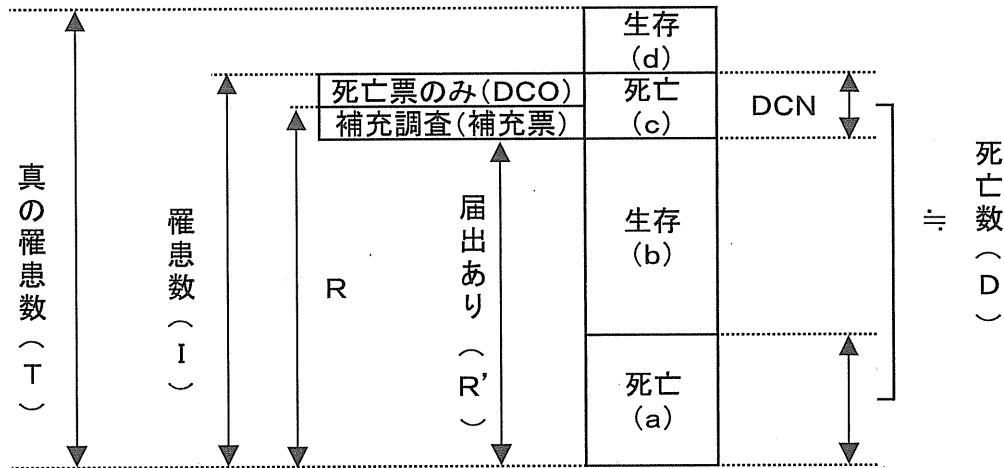 生存
(d)
死亡票のみ(DCO)
死亡
(c)
DCN
補充調査(補充票)
真の罹患数(T)
罹患数(I)
R
届出あり(R')
生存
(b)
≒
死亡数(D)
死亡
(a)